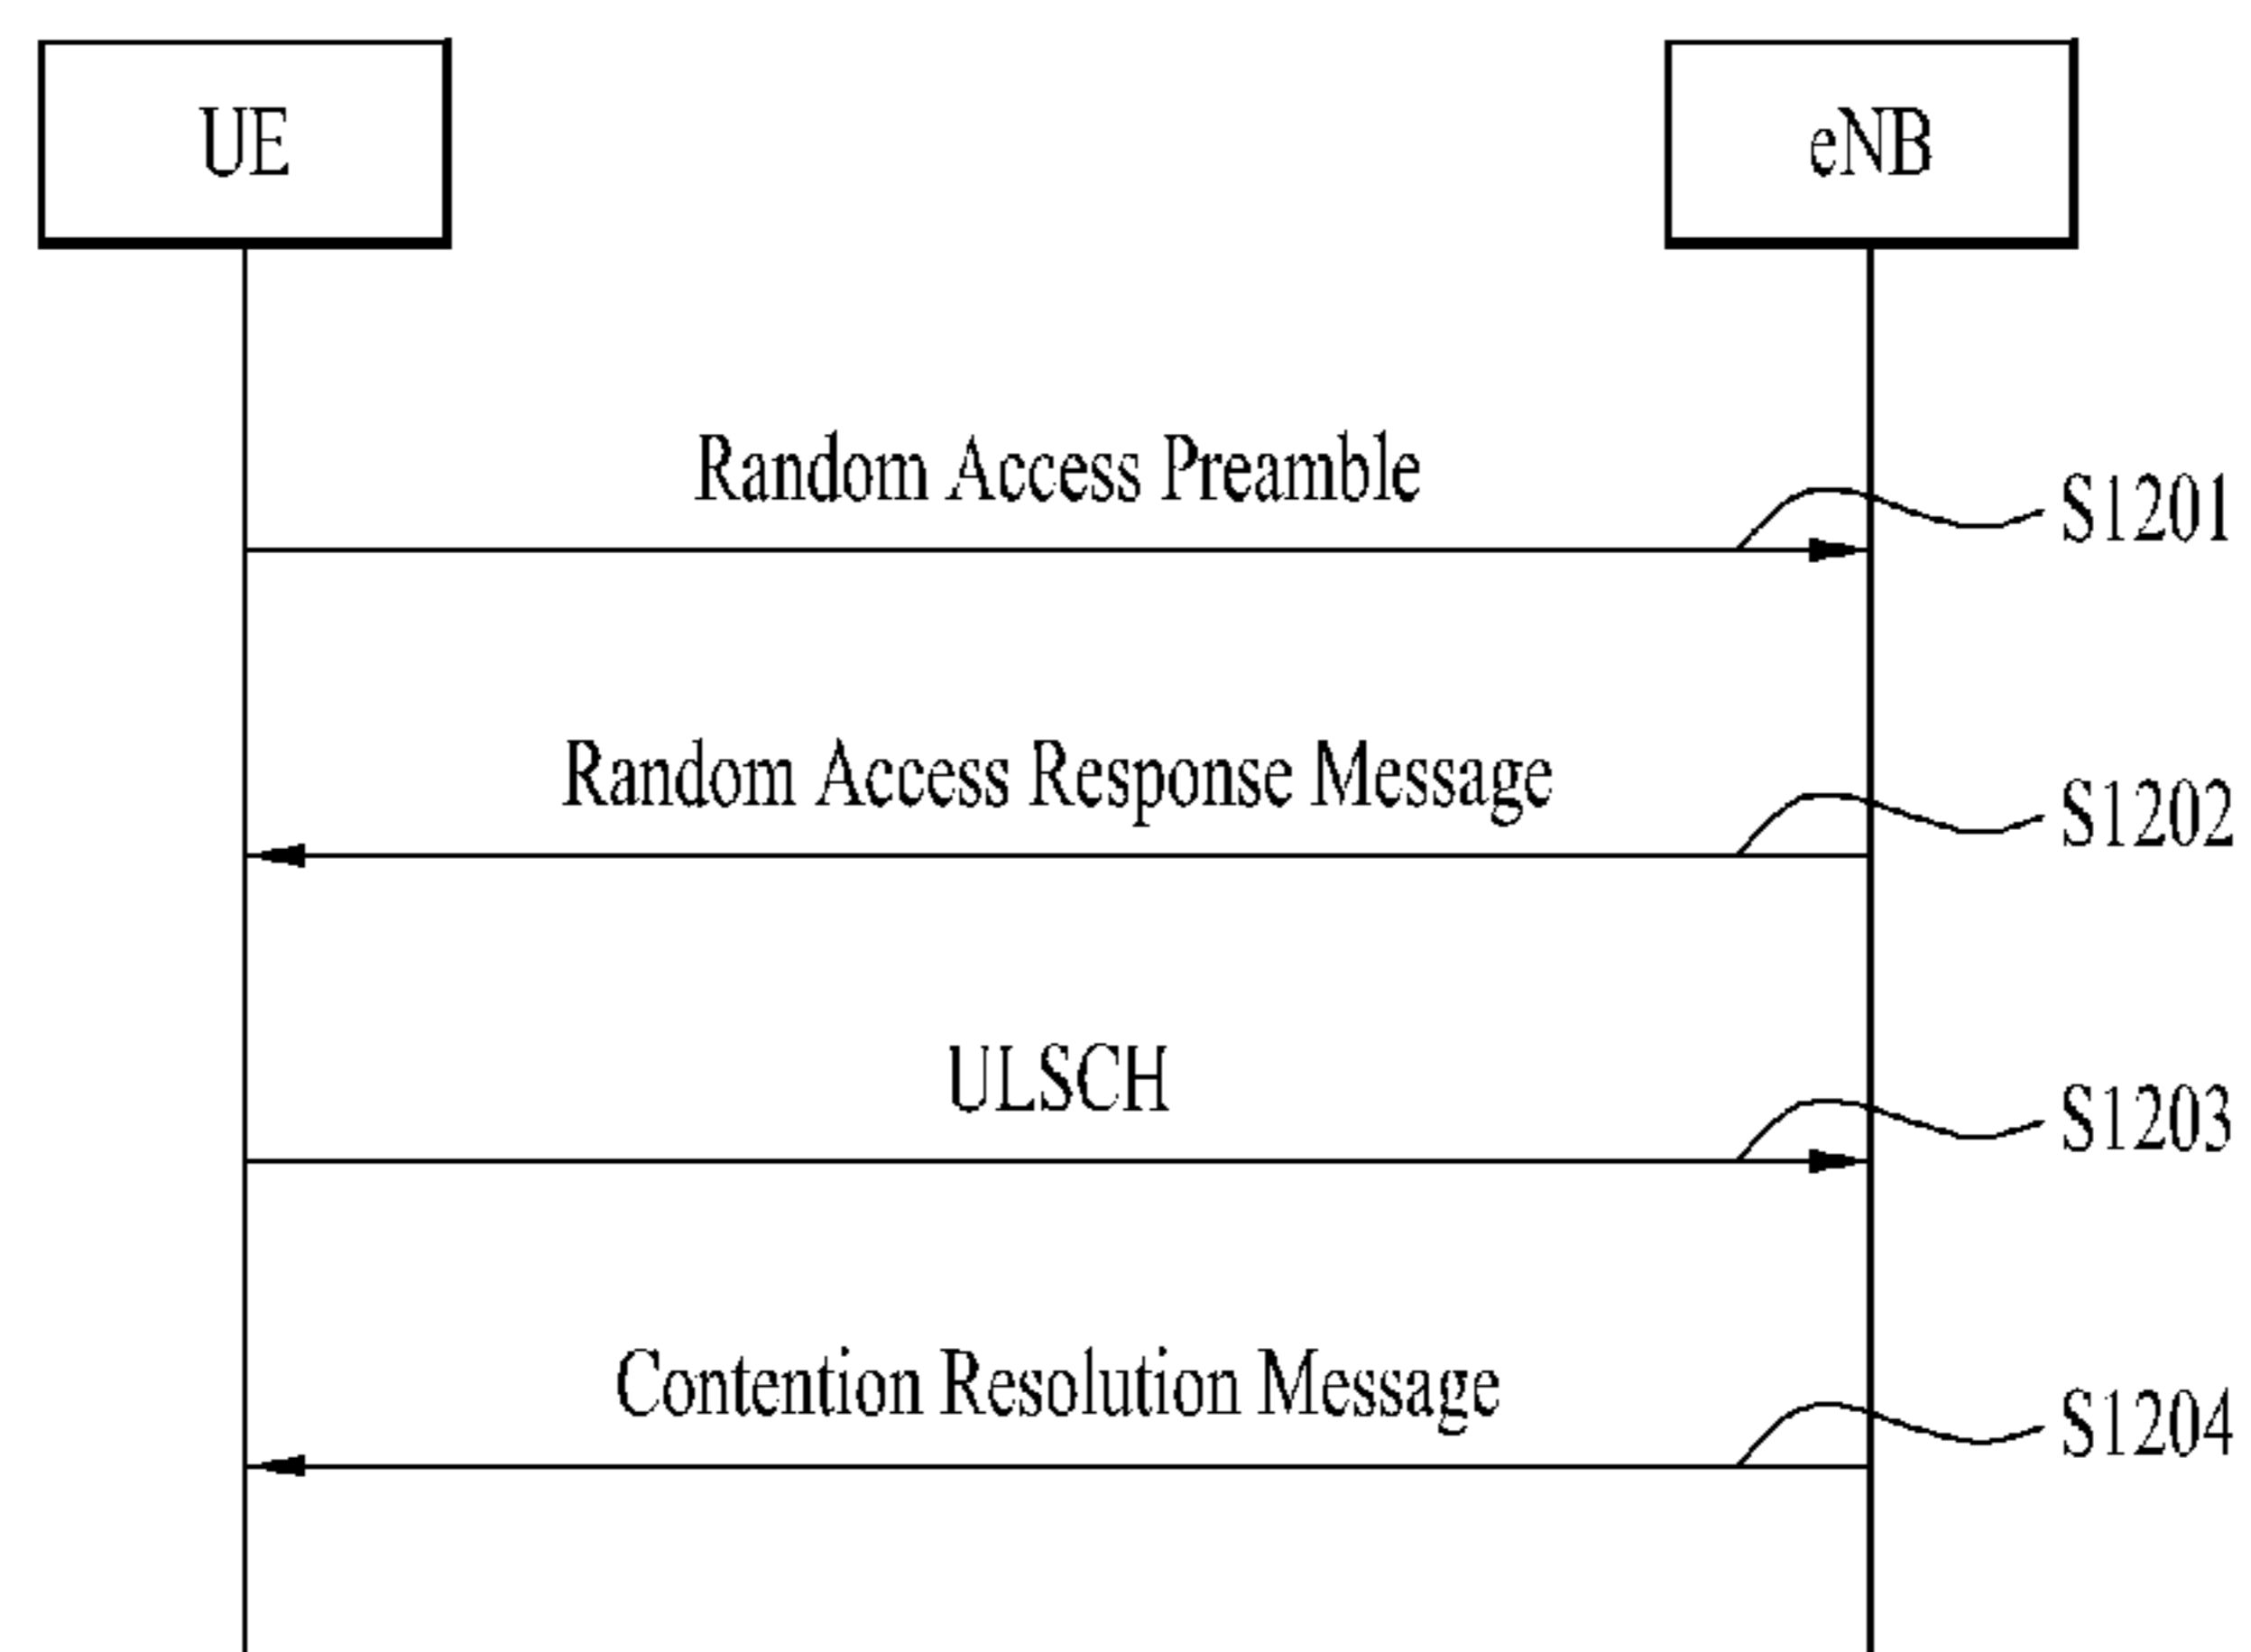 UE
eNB
Random Access Preamble
S1201
Random Access Response Message
S1202
ULSCH
S1203
Contention Resolution Message
S1204